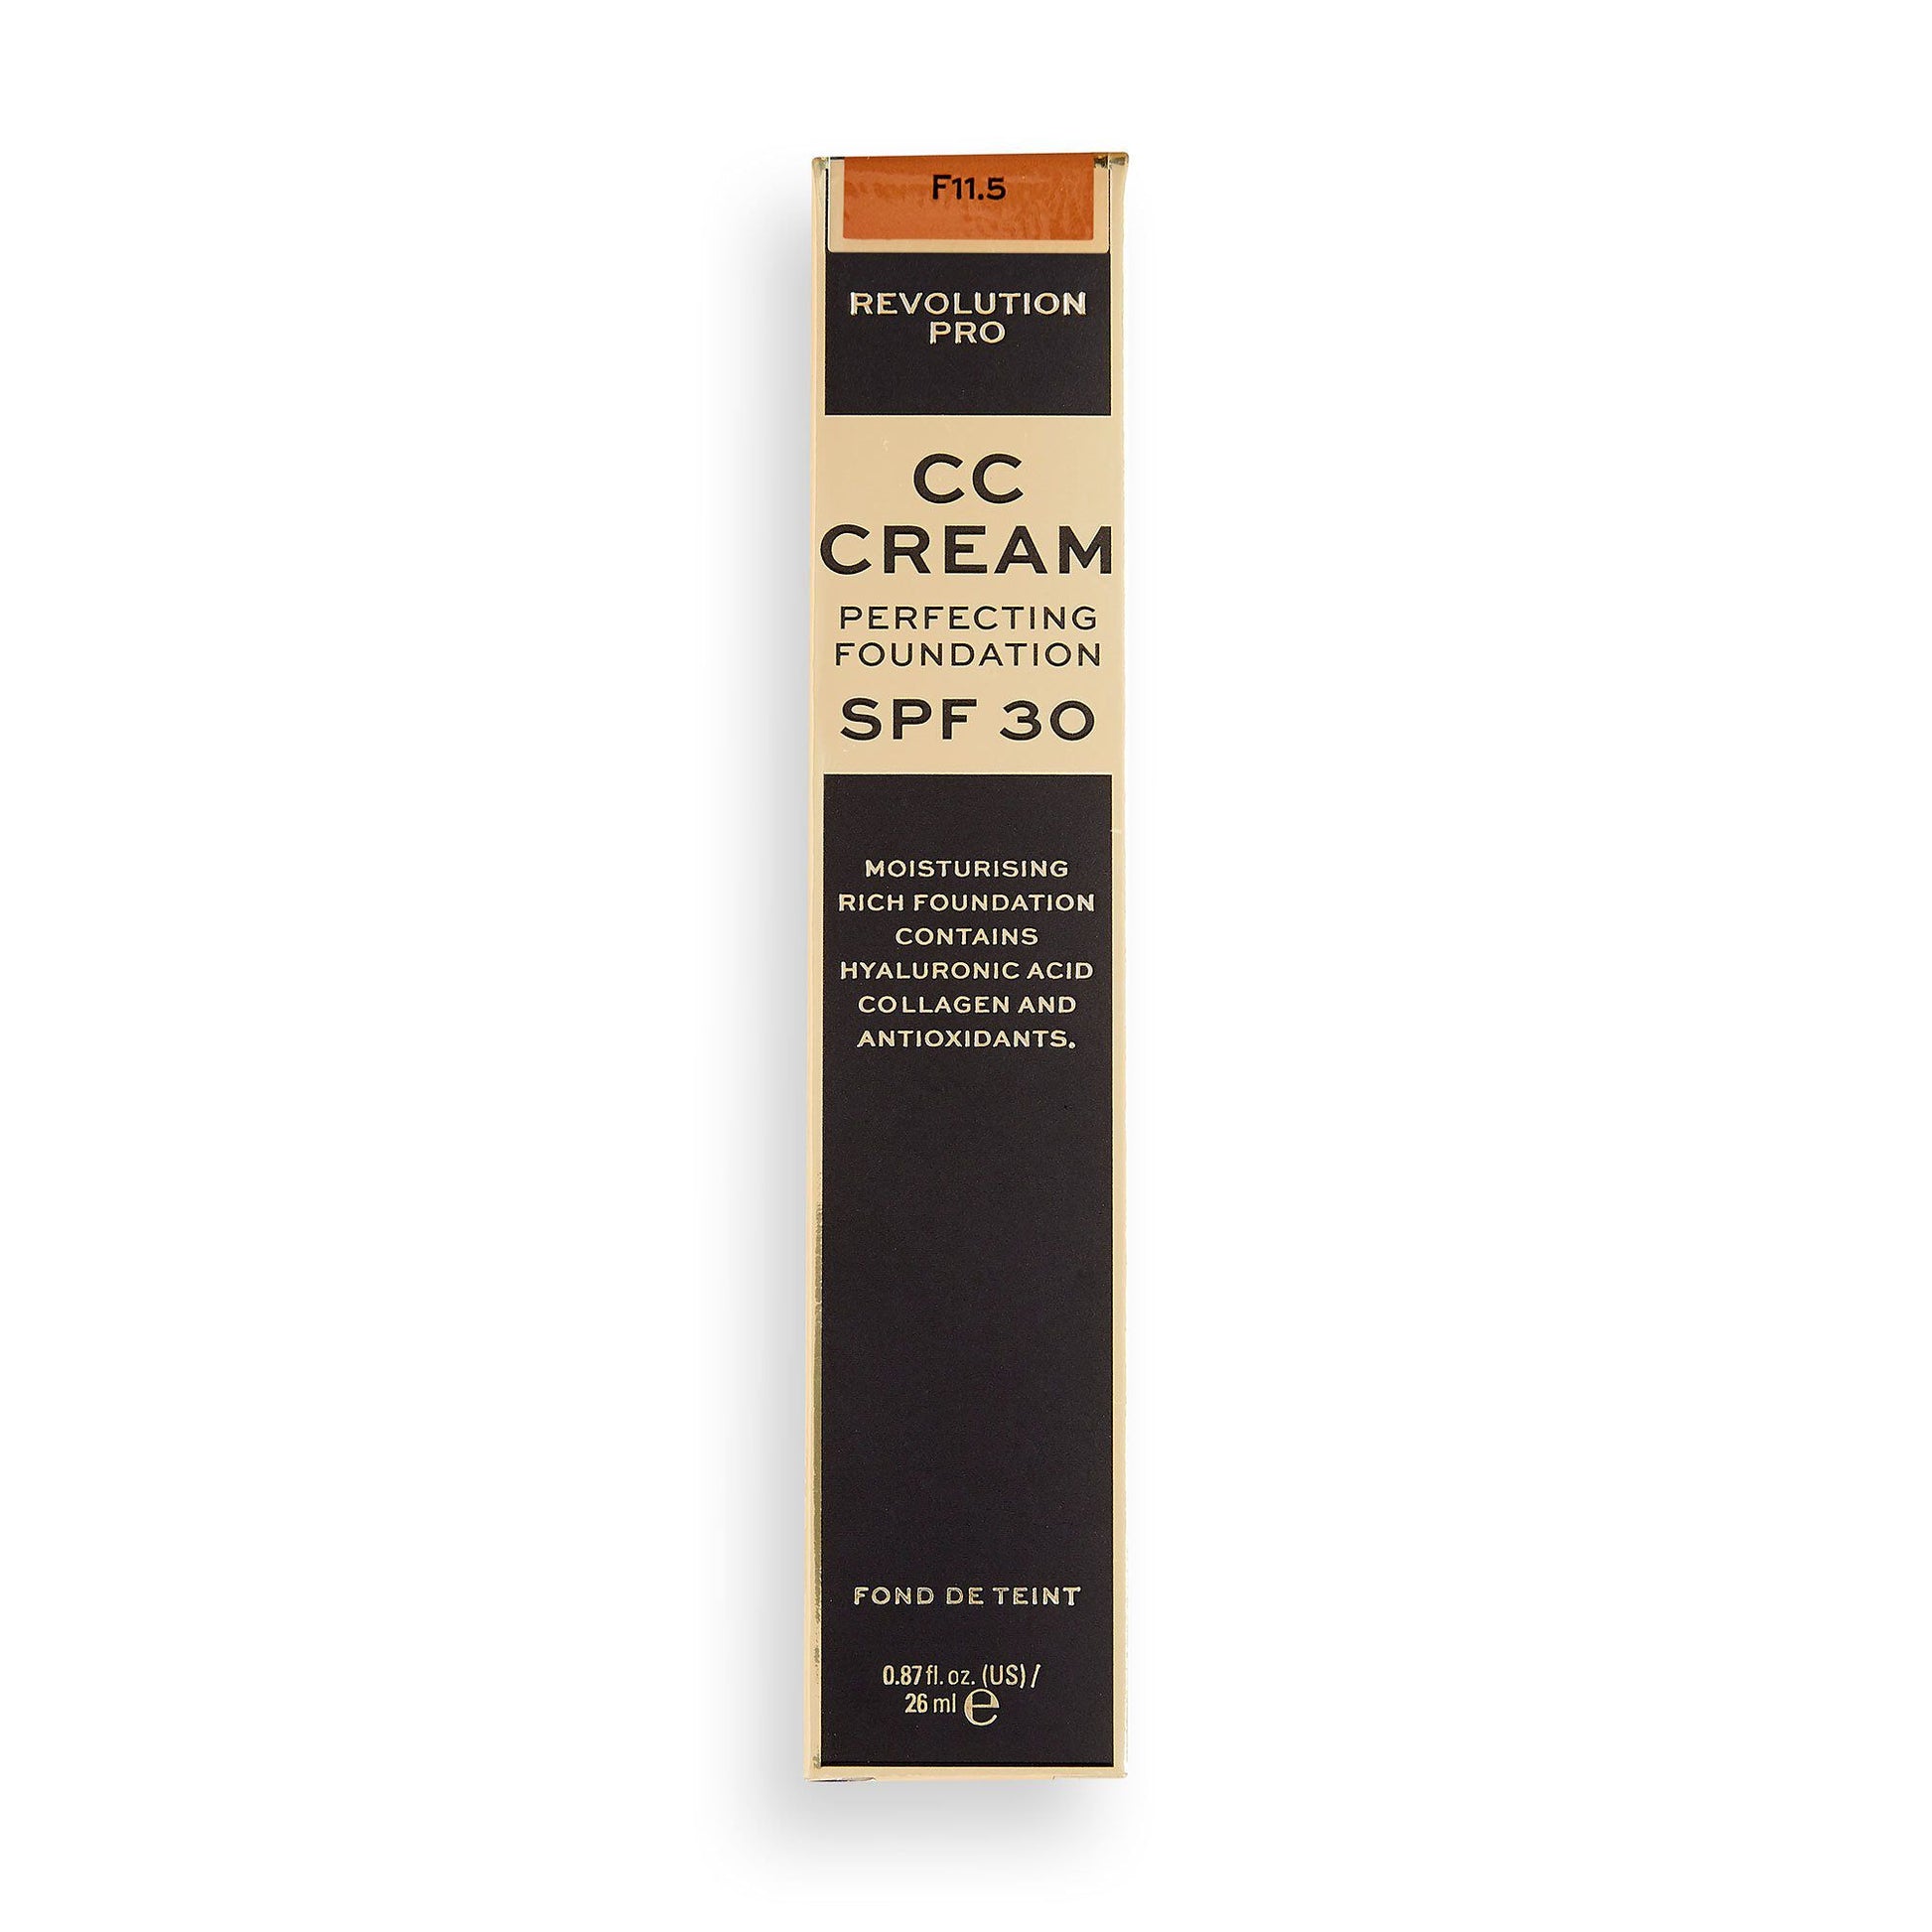 F11.5
REVOLUTION
PRO
CC
CREAM
PERFECTING
FOUNDATION
SPF 30
MOISTURISING
RICH FOUNDATION
CONTAINS
HYALURONIC ACID
COLLAGEN AND
ANTIOXIDANTS.
FOND DE TEINT
0.87 fl. oz. (US) /
26 ml ℮